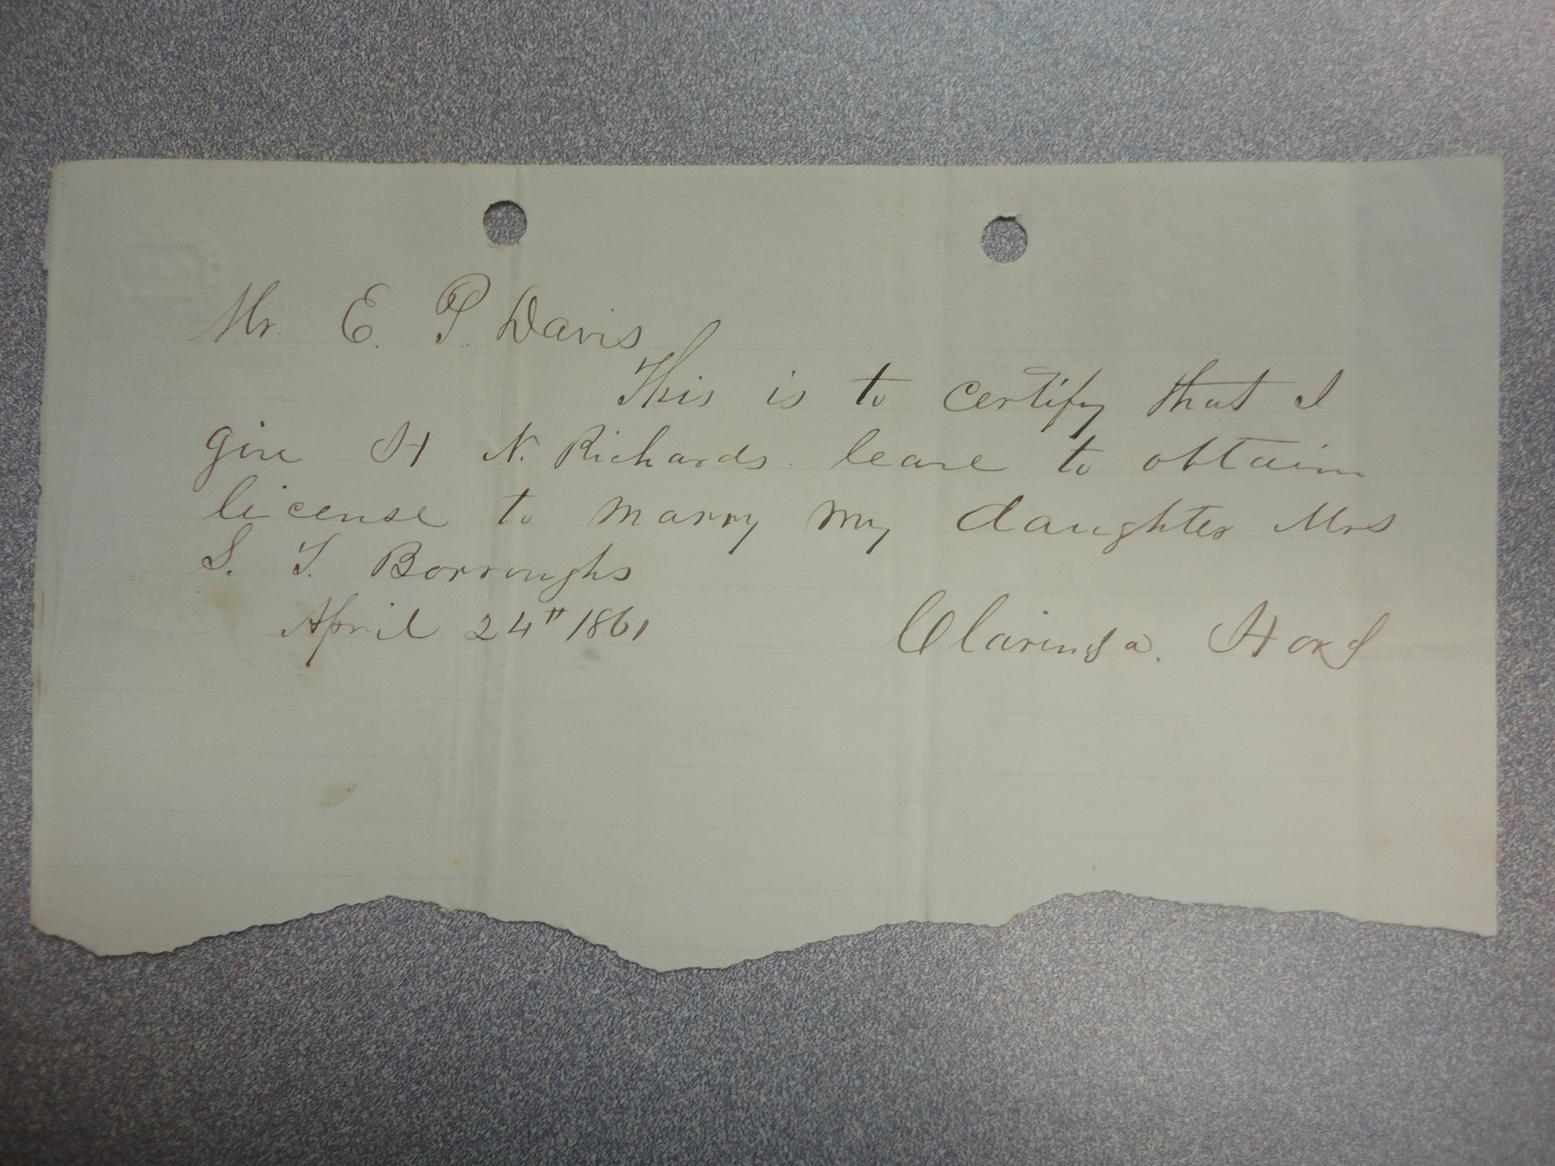 Mr. E. P. Davis
This is to certify that I
give H N. Richards leave to obtain
license to marry my daughter Mrs
S. T. Borroughs
April 24th 1861 Clarinda. Hord